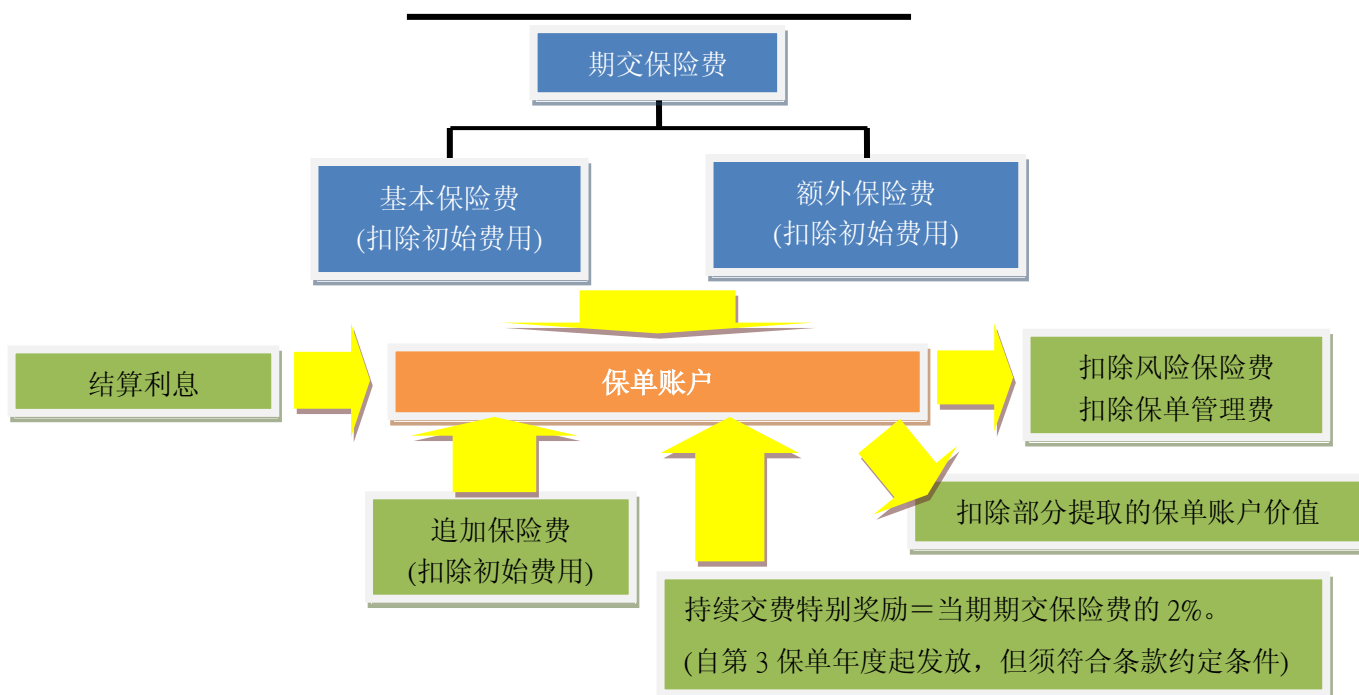 期交保险费
基本保险费
(扣除初始费用)
额外保险费
(扣除初始费用)
结算利息
保单账户
扣除风险保险费
扣除保单管理费
追加保险费
(扣除初始费用)
扣除部分提取的保单账户价值
持续交费特别奖励＝当期期交保险费的 2%。
(自第 3 保单年度起发放，但须符合条款约定条件)